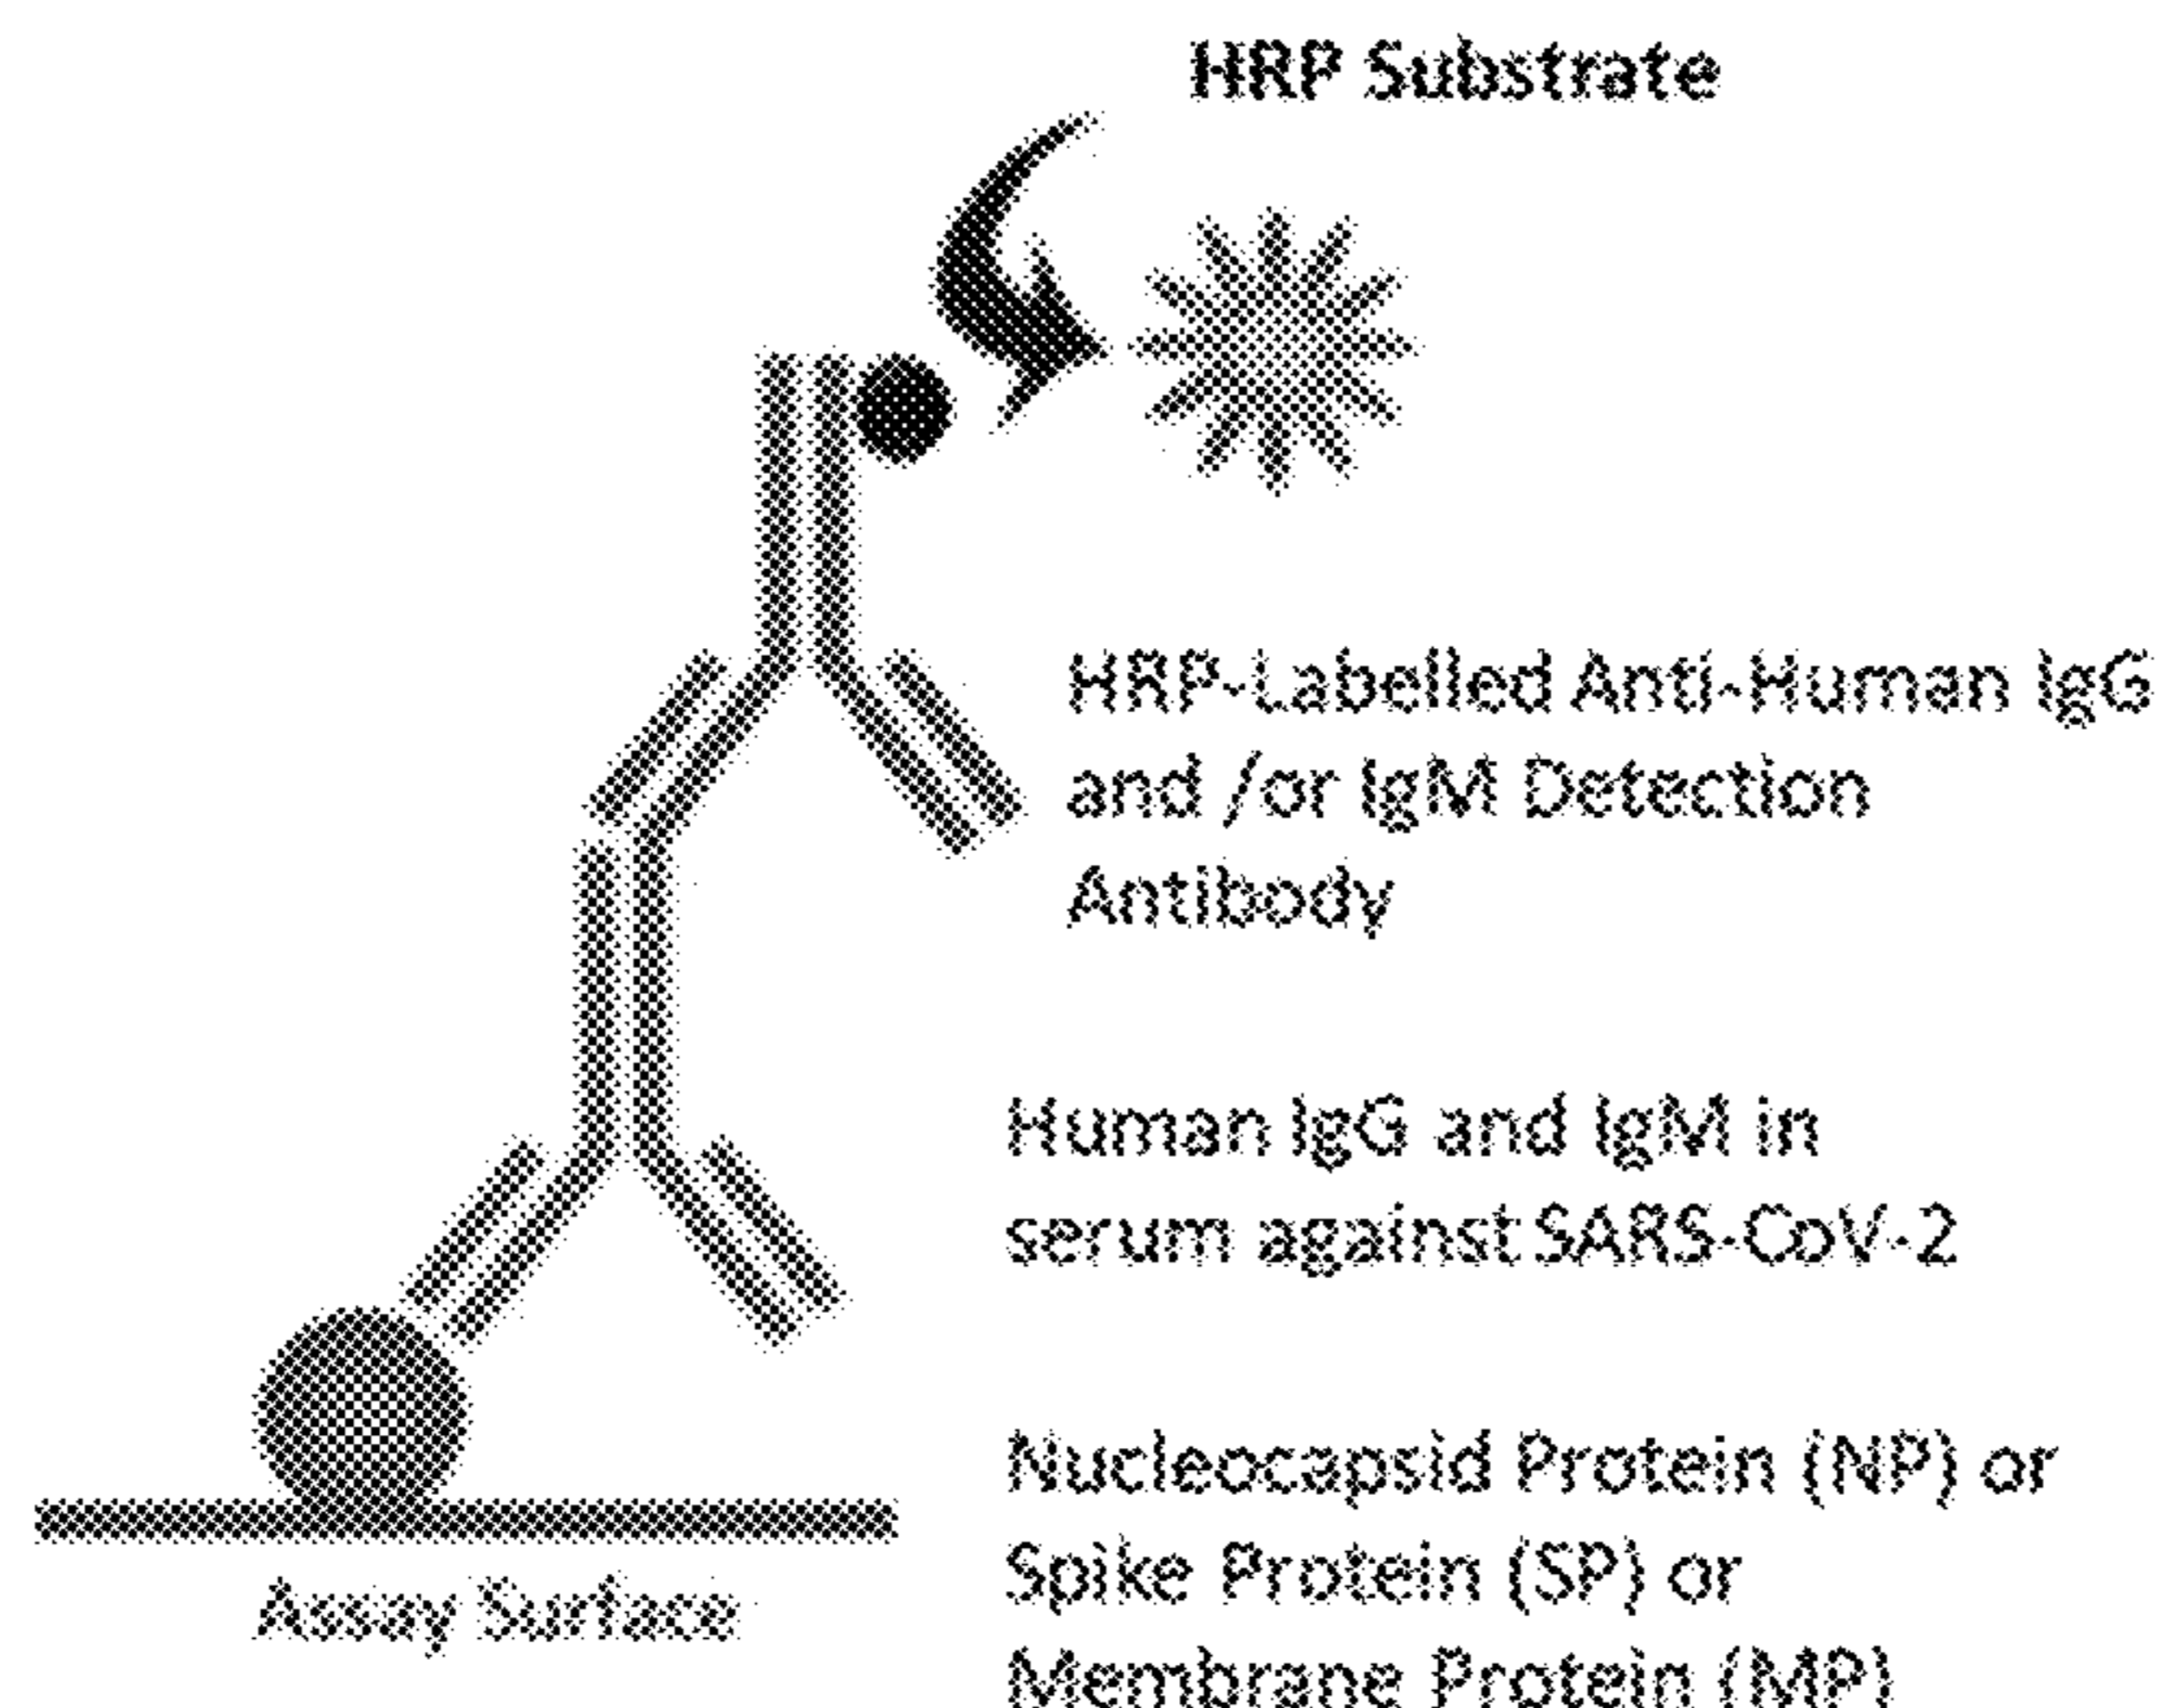 HRP Substrate
HRP-Labelled Anti-Human IgG
and /or IgM Detection
Antibody
Human IgG and IgM in
serum against SARS-CoV-2
Nucleocapsid Protein (NP) or
Spike Protein (SP) or
Membrane Protein (MP)
Assay Surface